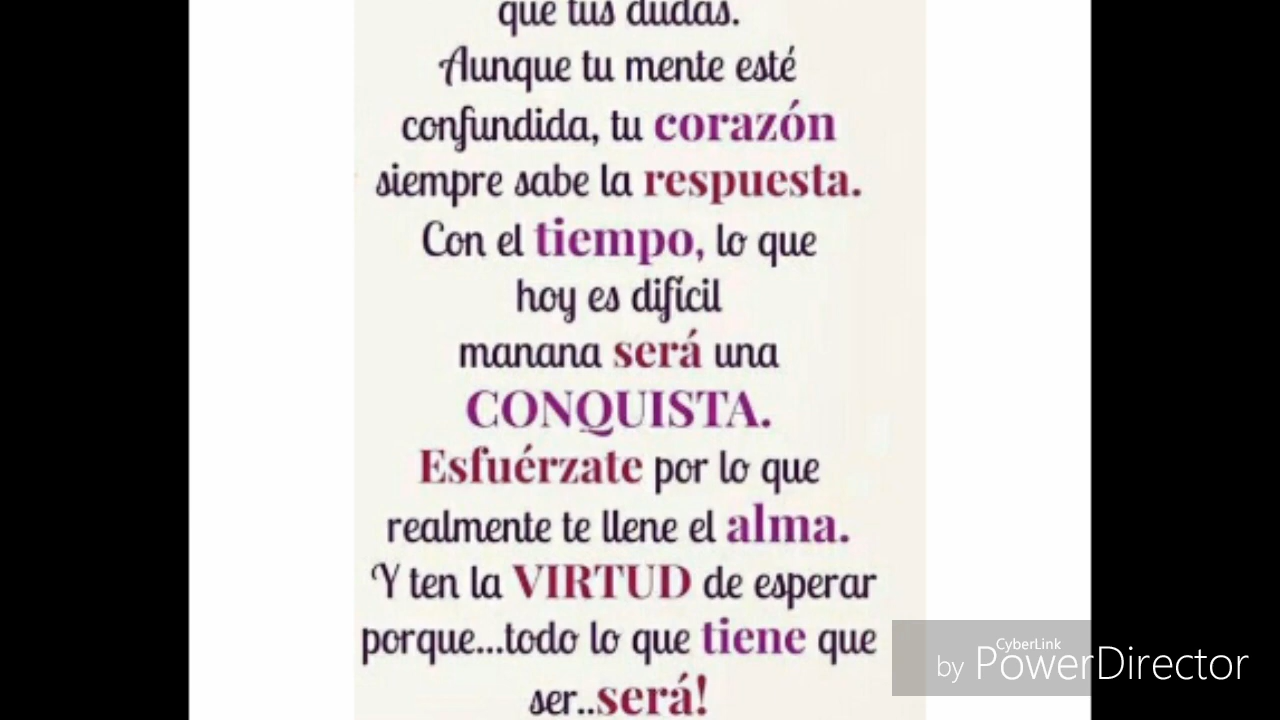 que tus dudas.
Aunque tu mente esté
confundida, tu corazón
siempre sabe la respuesta.
Con el tiempo, lo que
hoy es difícil
manana será una
CONQUISTA.
Esfuérzate por lo que
realmente te llene el alma.
Y ten la VIRTUD de esperar
porque...todo lo que tiene que
ser..será!
CyberLink
by PowerDirector